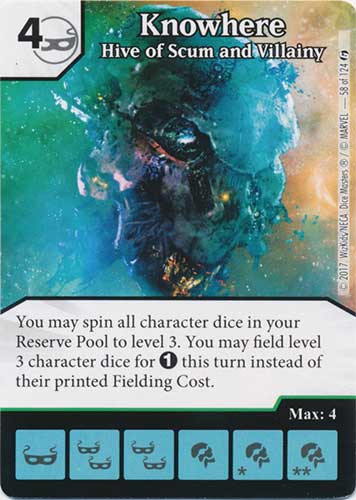 4
Knowhere
Hive of Scum and Villainy
© 2017. WizKids/NECA. Dice Masters ® / © MARVEL — 58 of 124
You may spin all character dice in your
Reserve Pool to level 3. You may field level
3 character dice for 1 this turn instead of
their printed Fielding Cost.
Max: 4
* **